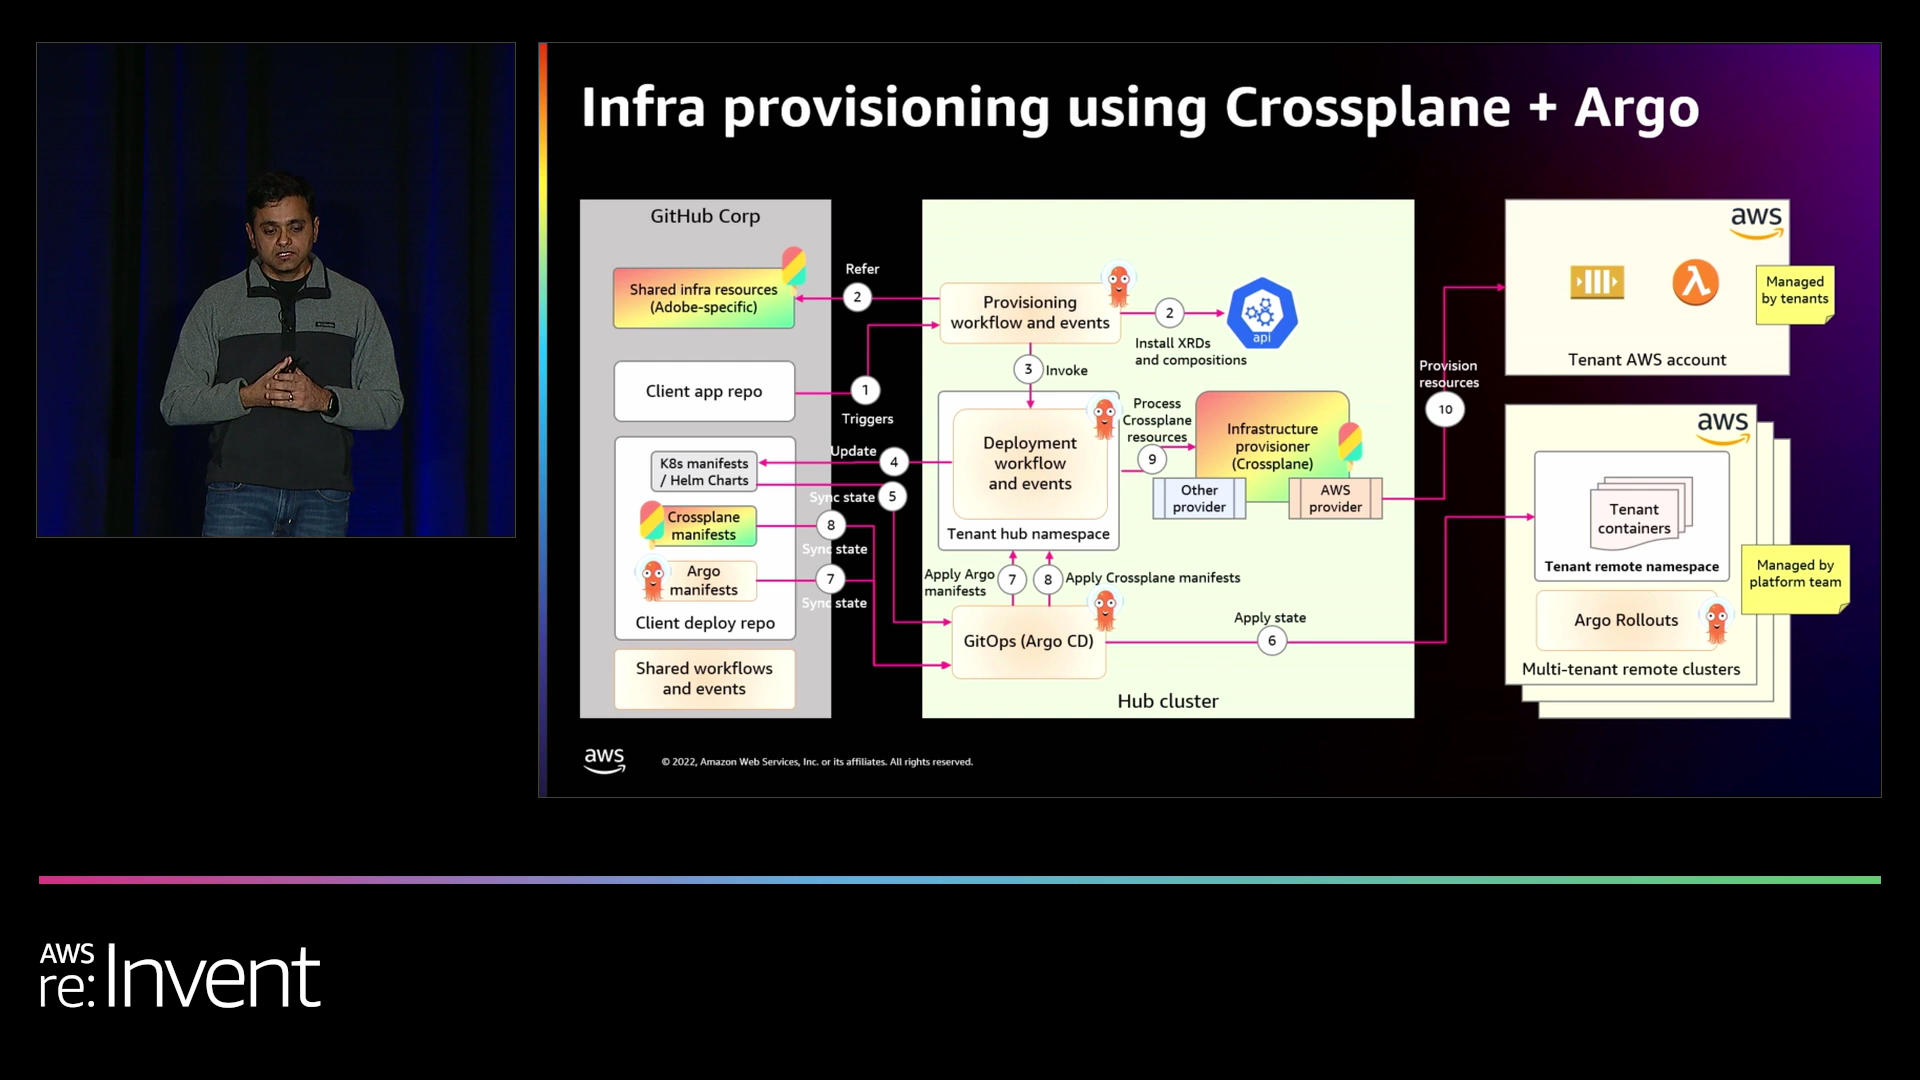 Infra provisioning using Crossplane + Argo
GitHub Corp
Shared infra resources
(Adobe-specific)
Client app repo
K8s manifests
/ Helm Charts
Crossplane
manifests
Argo
manifests
Client deploy repo
Shared workflows
and events
Refer
2
1
Triggers
Update
4
Sync state
5
8
Sync state
7
Sync state
Provisioning
workflow and events
2
Install XRDs
and compositions
api
3
Invoke
Deployment
workflow
and events
Tenant hub namespace
Process
Crossplane
resources
9
Infrastructure
provisioner
(Crossplane)
Other
provider
AWS
provider
Apply Argo
manifests
7
8
Apply Crossplane manifests
GitOps (Argo CD)
Apply state
6
Hub cluster
Provision
resources
10
aws
Managed
by tenants
Tenant AWS account
aws
Tenant
containers
Tenant remote namespace
Managed by
platform team
Argo Rollouts
Multi-tenant remote clusters
aws
© 2022, Amazon Web Services, Inc. or its affiliates. All rights reserved.
AWS
re:Invent